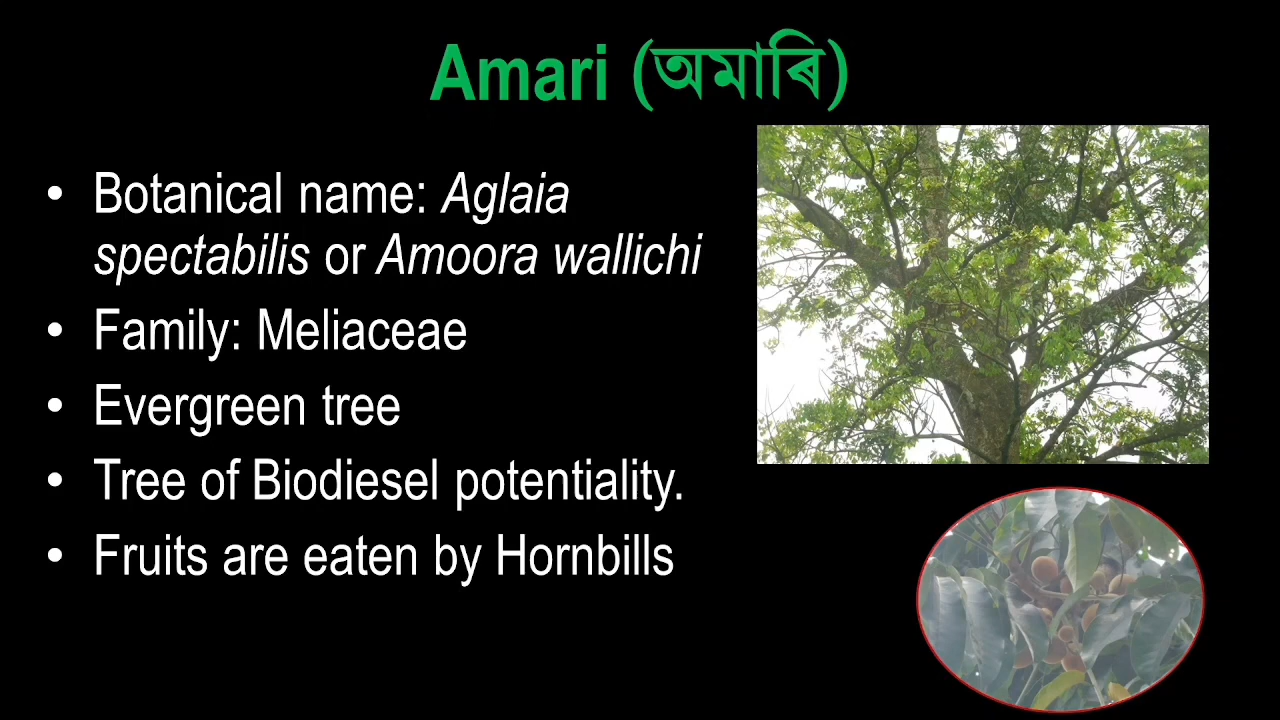 Amari (অমাৰি)
• Botanical name: Aglaia
spectabilis or Amoora wallichi
• Family: Meliaceae
• Evergreen tree
• Tree of Biodiesel potentiality.
• Fruits are eaten by Hornbills